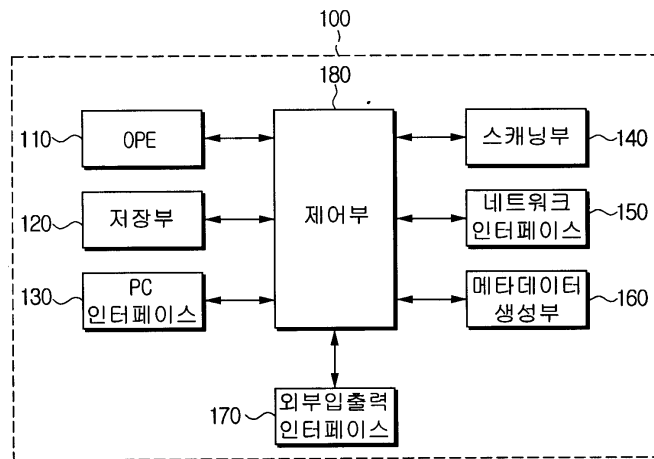 100
180
110
OPE
스캐닝부
140
120
저장부
제어부
네트워크
인터페이스
150
130
PC
인터페이스
메타데이터
생성부
160
170
외부입출력
인터페이스